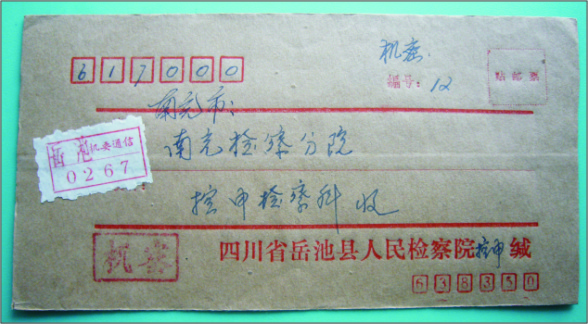 617000
机密
编号：12
贴邮票
南充市：
南充检察分院
岳池机要通信
0267
控申检察科 收
机要
四川省岳池县人民检察院控申缄
638350